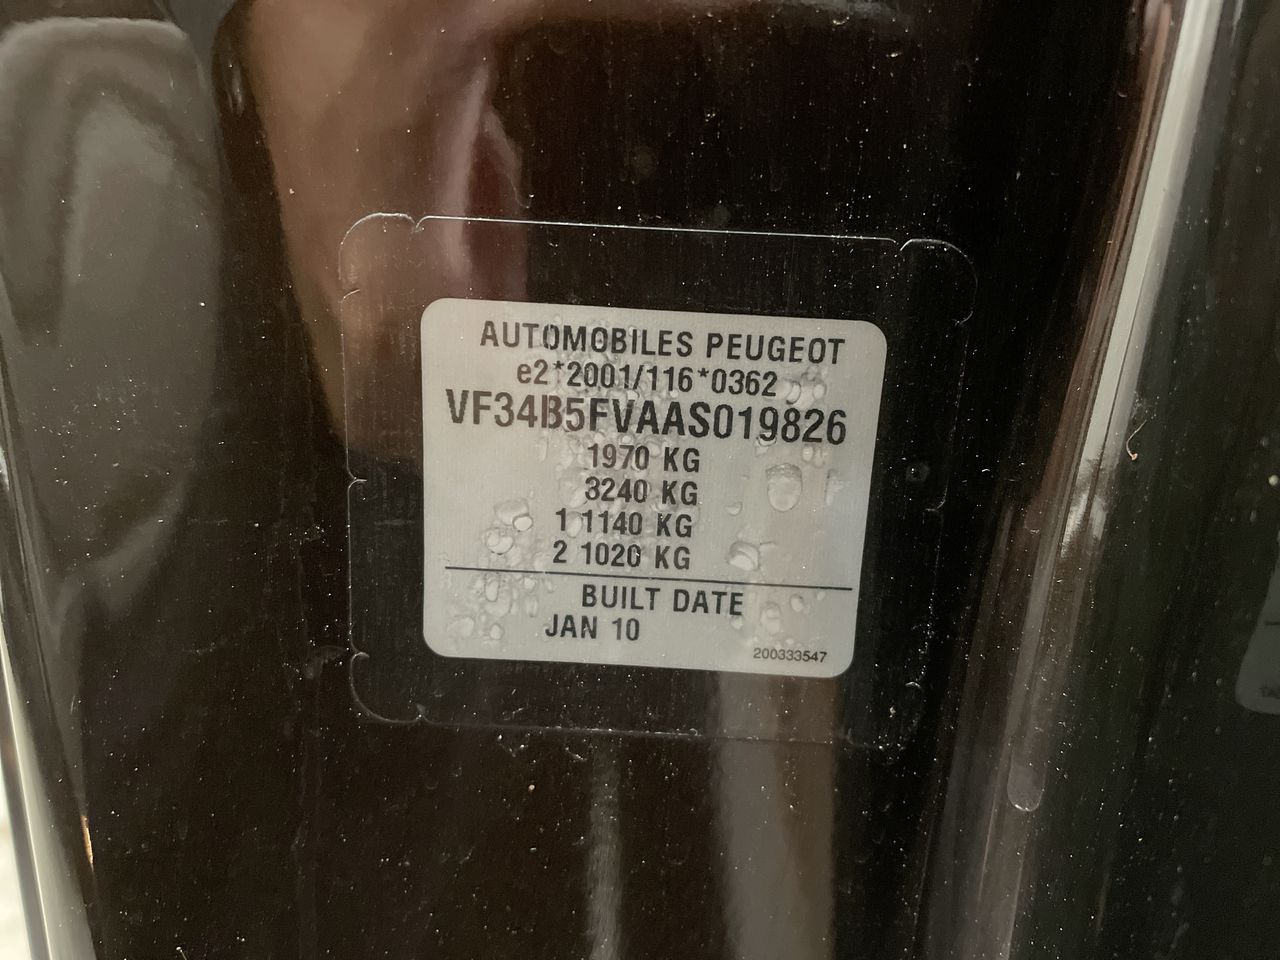 AUTOMOBILES PEUGEOT
e2*2001/116*0362
VF34B5FVAAS019826
1970 KG
3240 KG
1 1140 KG
2 1020 KG
BUILT DATE
JAN 10
200333547